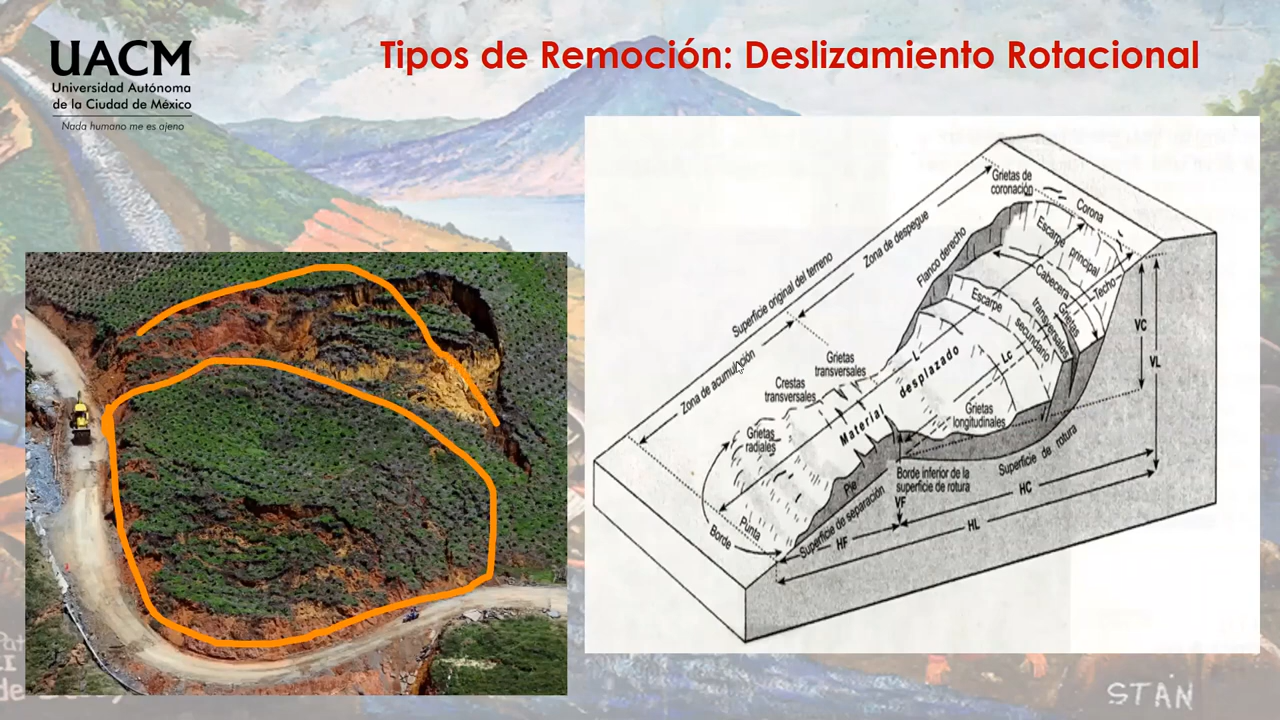 UACM
Universidad Autónoma
de la Ciudad de México
Nada humano me es ajeno
Tipos de Remoción: Deslizamiento Rotacional
Grietas de
coronación
Corona
Escarpe principal
Zona de despegue
Flanco derecho
Superficie original del terreno
Cabecera
Techo
Escarpe
secundario
Grietas
transversales
VC
VL
Zona de acumulación
Grietas
transversales
L
Lc
Crestas
transversales
Material desplazado
Grietas
longitudinales
Grietas
radiales
Superficie de rotura
Borde inferior de la
superficie de rotura
Pie
VF
HC
Superficie de separación
Punta
Borde
HF
HL
STAN